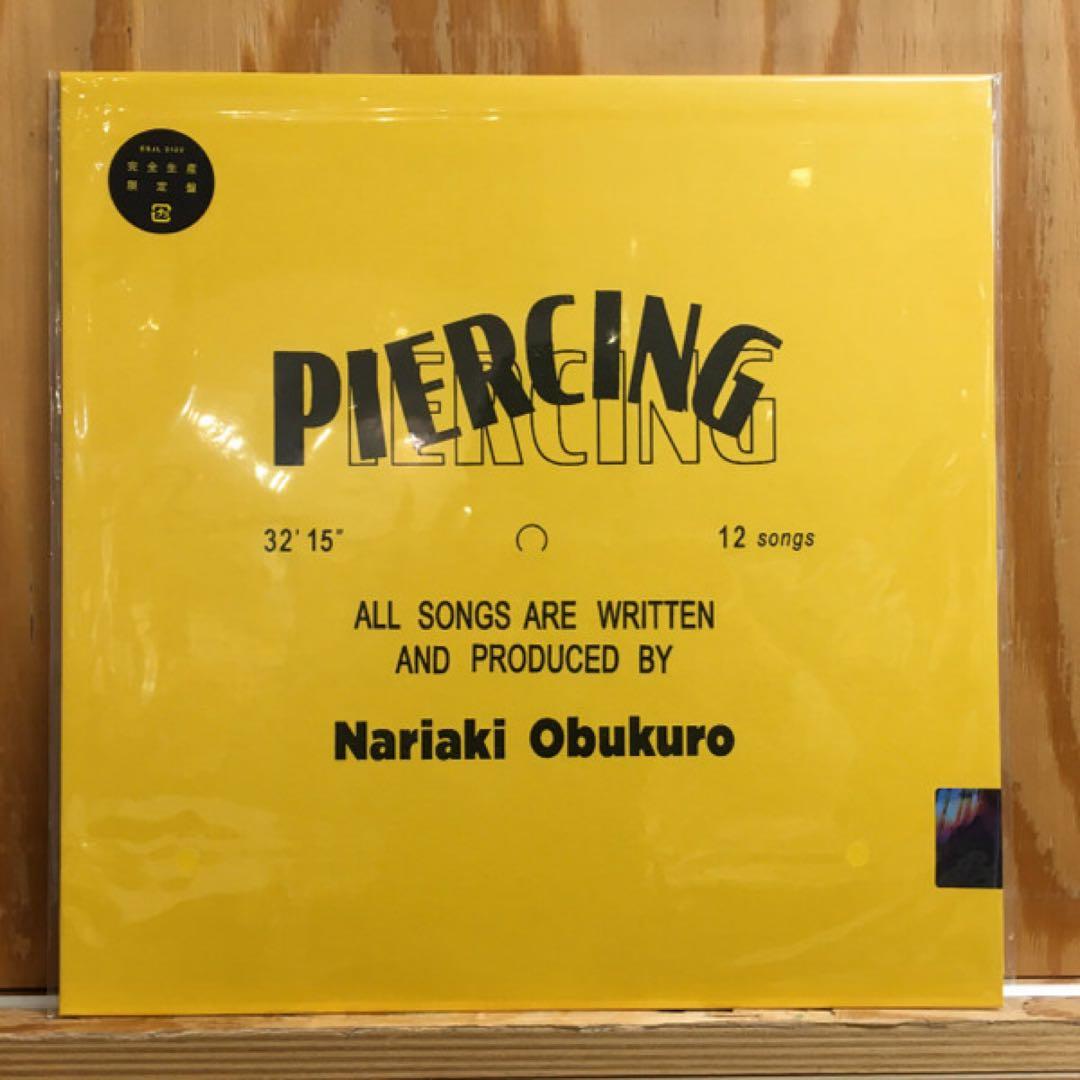 完全生産
限定盤
PIERCING
PIERCING
32' 15"
12 songs
ALL SONGS ARE WRITTEN
AND PRODUCED BY
Nariaki Obukuro